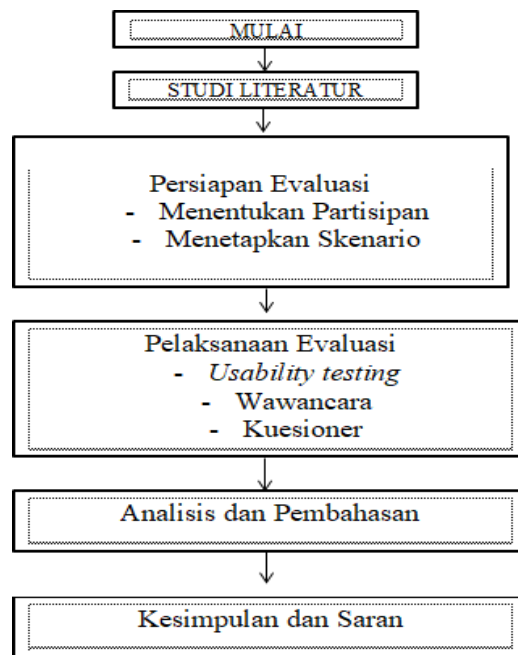 MULAI
STUDI LITERATUR
Persiapan Evaluasi
- Menentukan Partisipan
- Menetapkan Skenario
Pelaksanaan Evaluasi
- Usability testing
- Wawancara
- Kuesioner
Analisis dan Pembahasan
Kesimpulan dan Saran